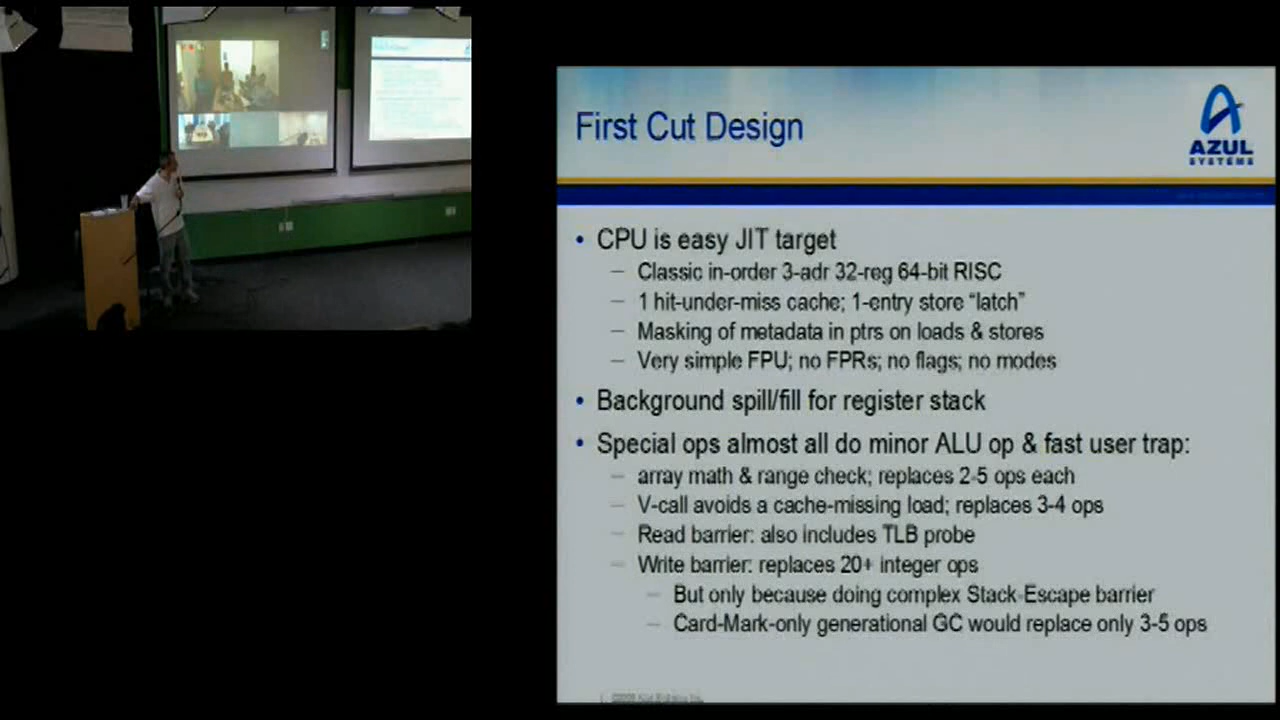 First Cut Design
AZUL
SYSTEMS
• CPU is easy JIT target
– Classic in-order 3-adr 32-reg 64-bit RISC
– 1 hit-under-miss cache; 1-entry store “latch”
– Masking of metadata in ptrs on loads & stores
– Very simple FPU; no FPRs; no flags; no modes
• Background spill/fill for register stack
• Special ops almost all do minor ALU op & fast user trap:
– array math & range check; replaces 2-5 ops each
– V-call avoids a cache-missing load; replaces 3-4 ops
– Read barrier: also includes TLB probe
– Write barrier: replaces 20+ integer ops
– But only because doing complex Stack-Escape barrier
– Card-Mark-only generational GC would replace only 3-5 ops